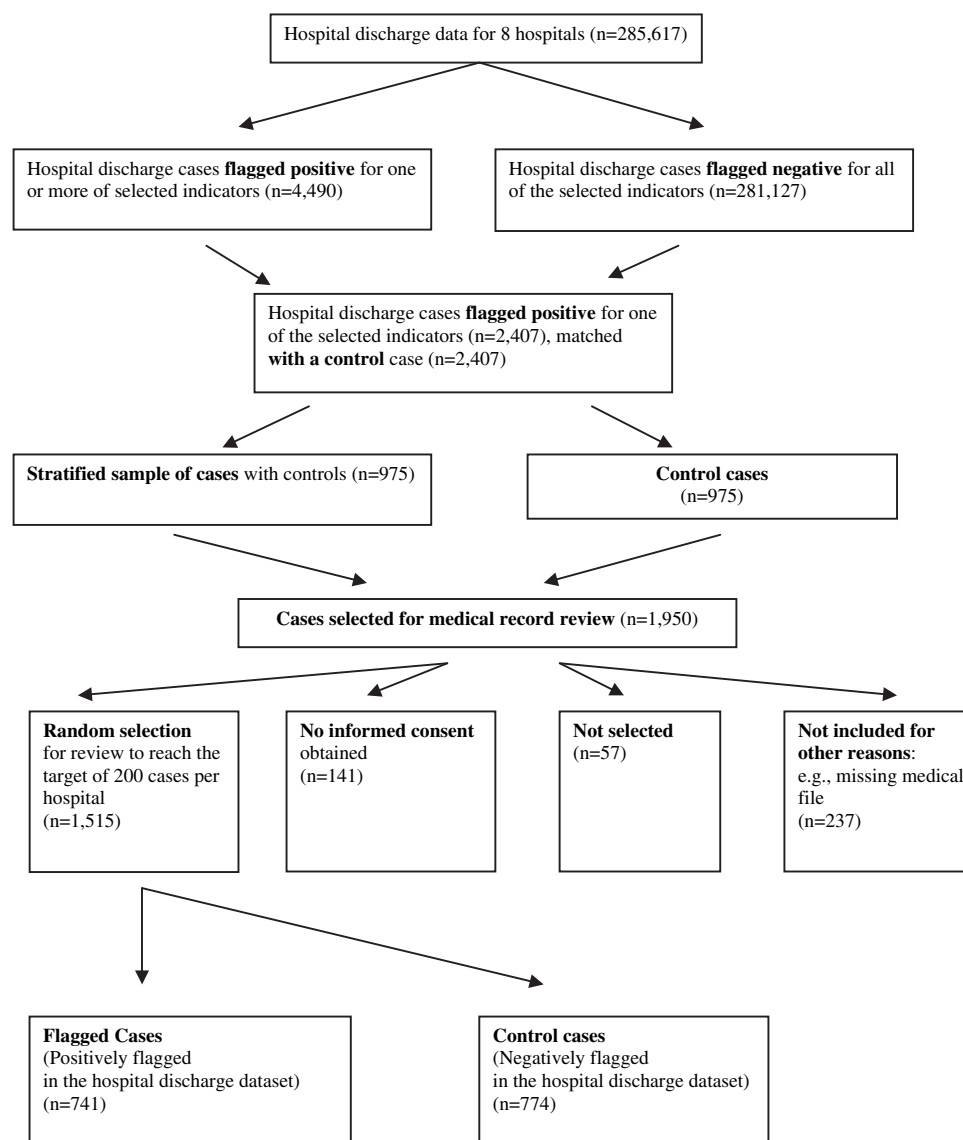 Hospital discharge data for 8 hospitals (n=285,617)
Hospital discharge cases flagged positive for one
or more of selected indicators (n=4,490)
Hospital discharge cases flagged negative for all
of the selected indicators (n=281,127)
Hospital discharge cases flagged positive for one
of the selected indicators (n=2,407), matched
with a control case (n=2,407)
Stratified sample of cases with controls (n=975)
Control cases
(n=975)
Cases selected for medical record review (n=1,950)
Random selection
for review to reach the
target of 200 cases per
hospital
(n=1,515)
No informed consent
obtained
(n=141)
Not selected
(n=57)
Not included for
other reasons:
e.g., missing medical
file
(n=237)
Flagged Cases
(Positively flagged
in the hospital discharge dataset)
(n=741)
Control cases
(Negatively flagged
in the hospital discharge dataset)
(n=774)